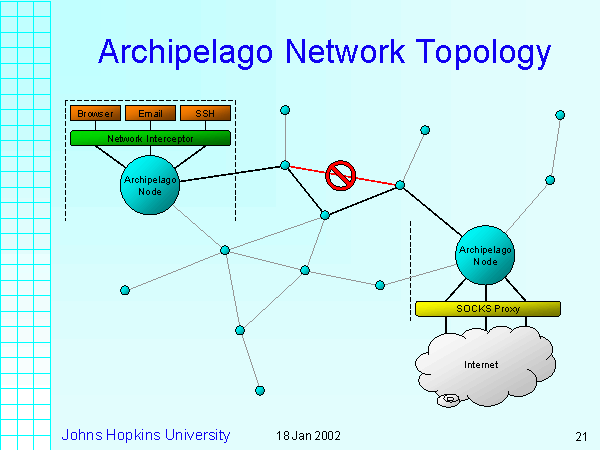 Archipelago Network Topology
Browser
Email
SSH
Network Interceptor
Archipelago
Node
Archipelago
Node
SOCKS Proxy
Internet
Johns Hopkins University
18 Jan 2002
21